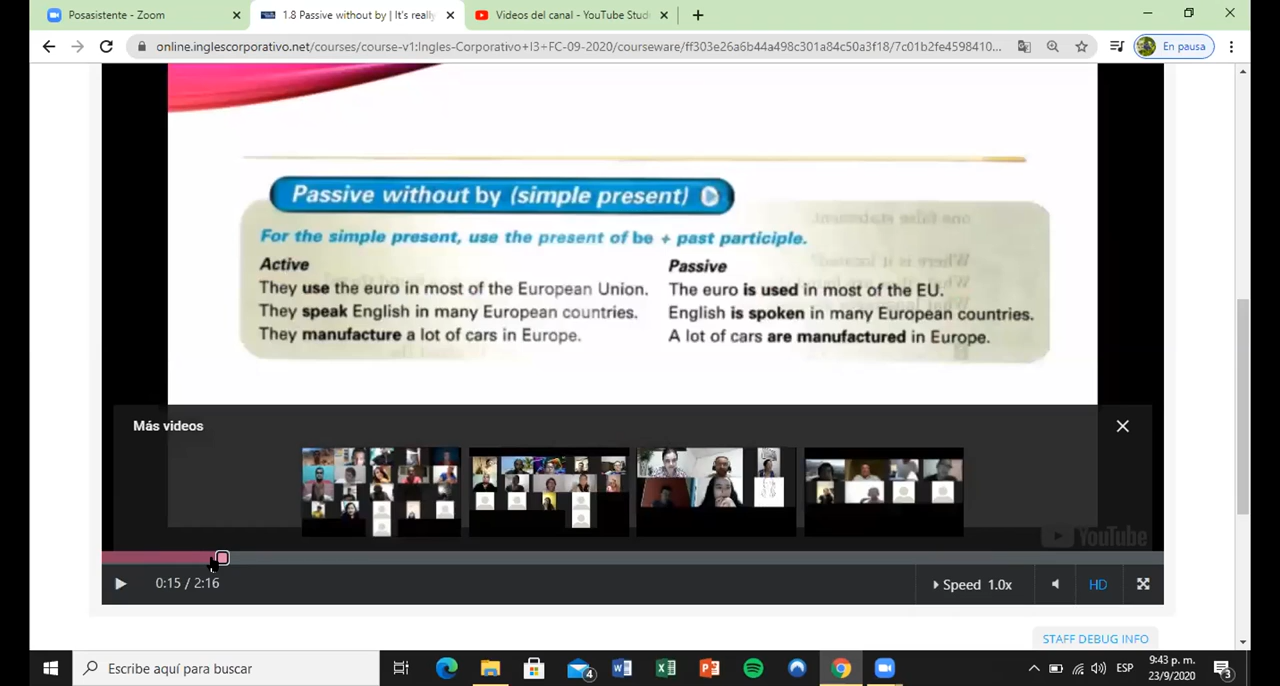 Posasistente - Zoom
1.8 Passive without by | It's really
Videos del canal - YouTube Stud
online.inglescorporativo.net/courses/course-v1:Ingles-Corporativo+I3+FC-09-2020/courseware/ff303e26a6b44a498c301a84c50a3f18/7c01b2fe4598410...
En pausa
Passive without by (simple present)
For the simple present, use the present of be + past participle.
Active
They use the euro in most of the European Union.
They speak English in many European countries.
They manufacture a lot of cars in Europe.
Passive
The euro is used in most of the EU.
English is spoken in many European countries.
A lot of cars are manufactured in Europe.
Más videos
YouTube
0:15 / 2:16
Speed 1.0x
HD
STAFF DEBUG INFO
Escribe aquí para buscar
4
ESP
9:43 p. m.
23/9/2020
3